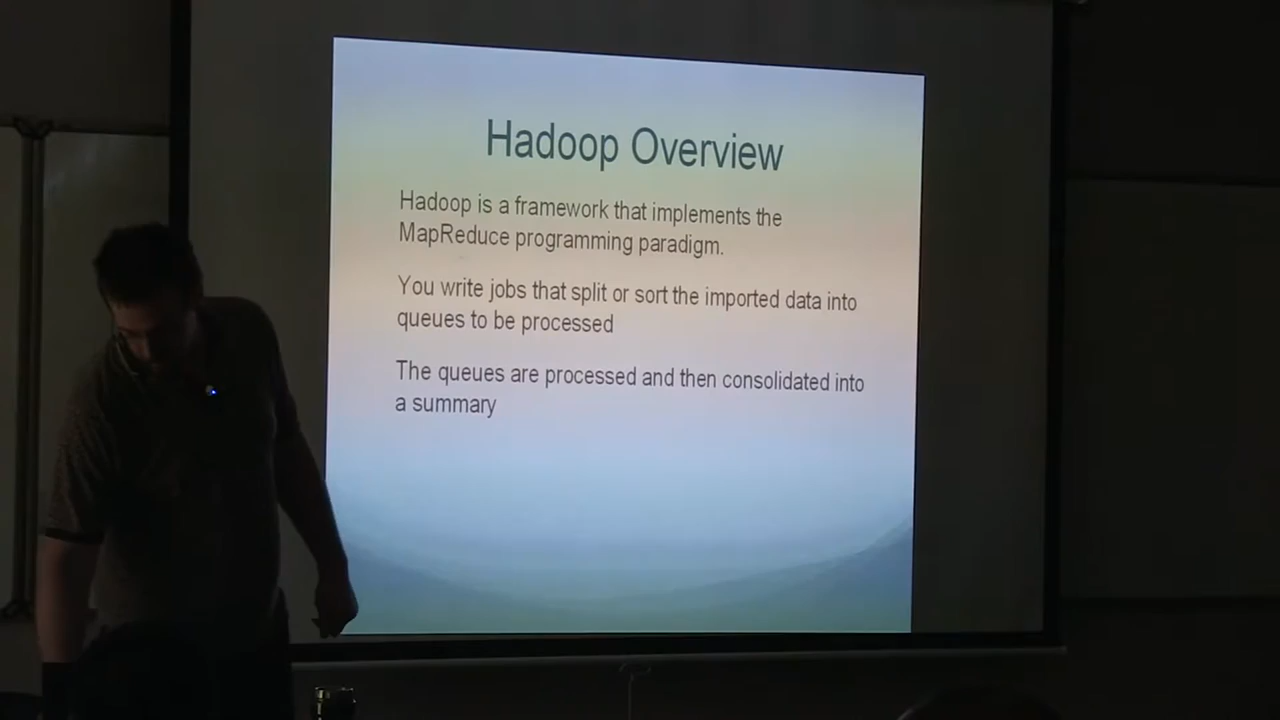 Hadoop Overview
Hadoop is a framework that implements the
MapReduce programming paradigm.
You write jobs that split or sort the imported data into
queues to be processed
The queues are processed and then consolidated into
a summary